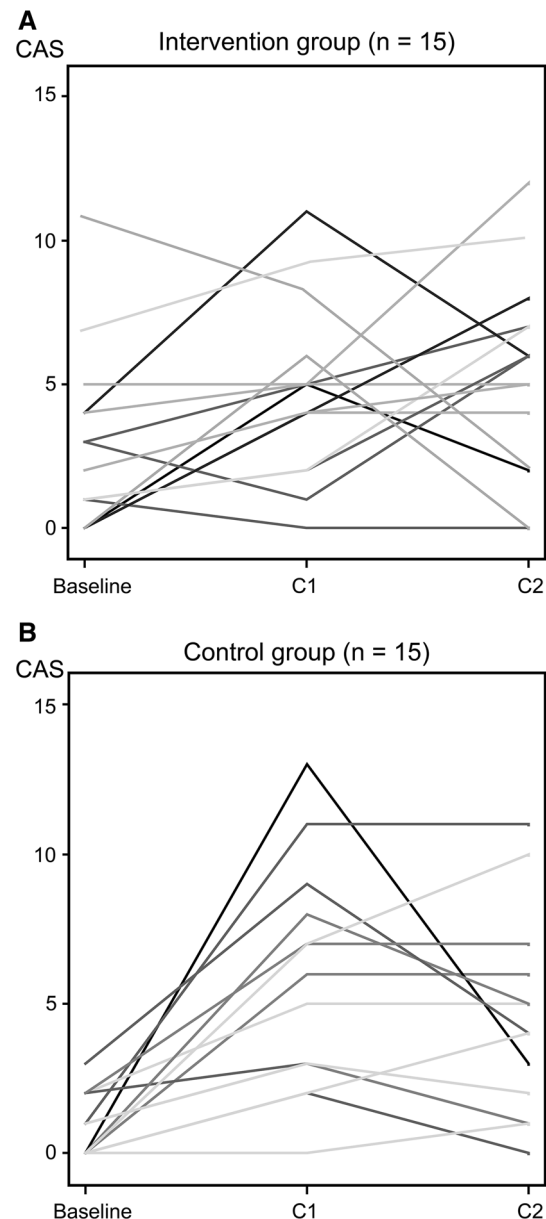 A
CAS
Intervention group (n = 15)
15
10
5
0
Baseline C1 C2
B
CAS
Control group (n = 15)
15
10
5
0
Baseline C1 C2